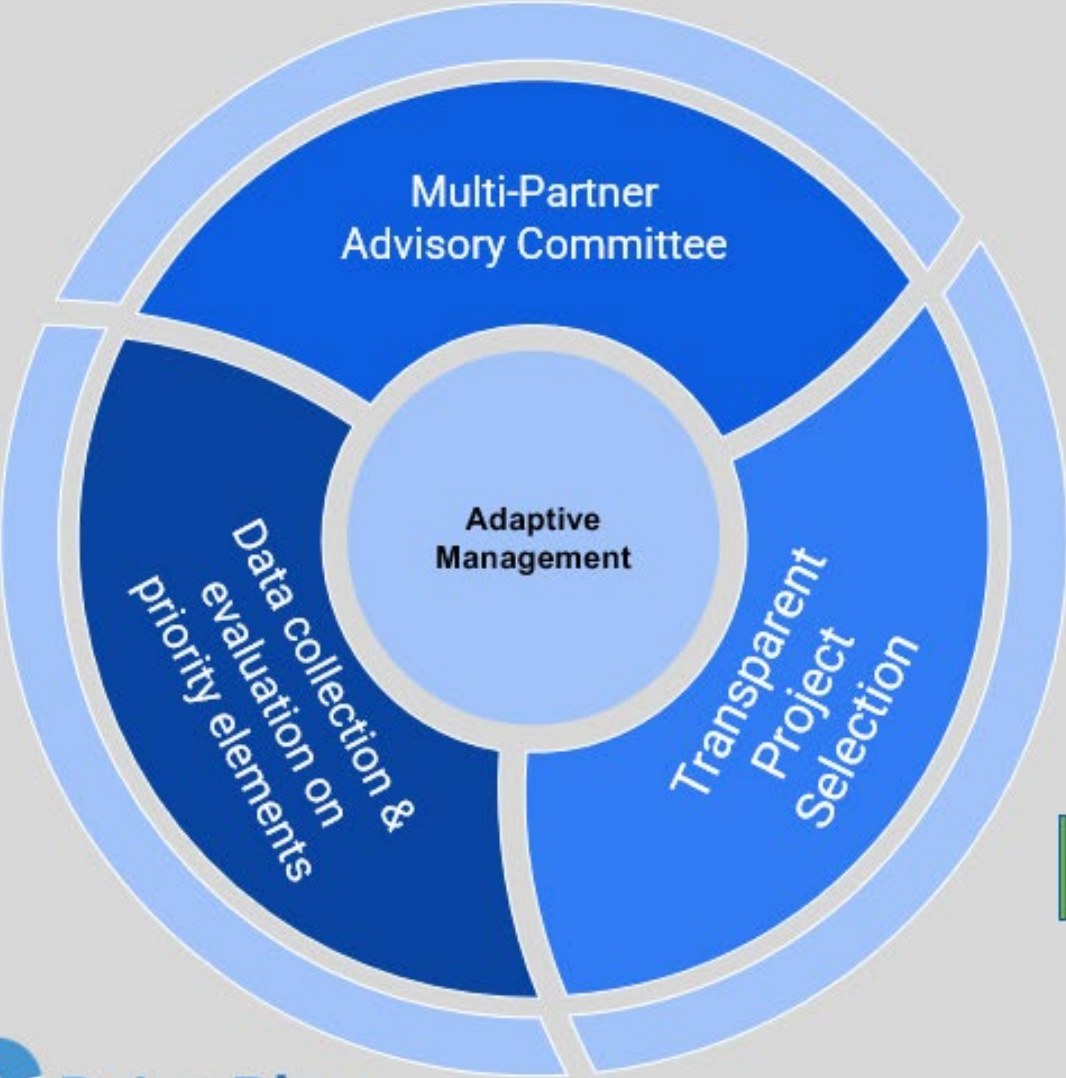 Multi-Partner
Advisory Committee
Adaptive
Management
Transparent
Project
Selection
Data collection &
evaluation on
priority elements